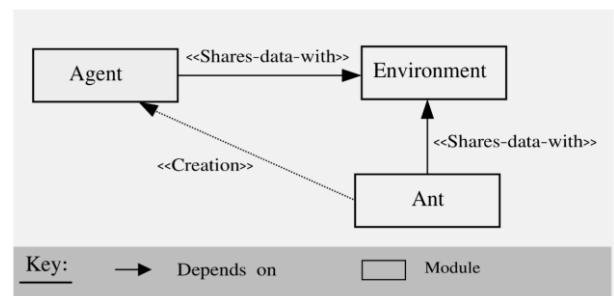 <<Shares-data-with>>
Agent
Environment
<<Shares-data-with>>
<<Creation>>
Ant
Key:
Depends on
Module